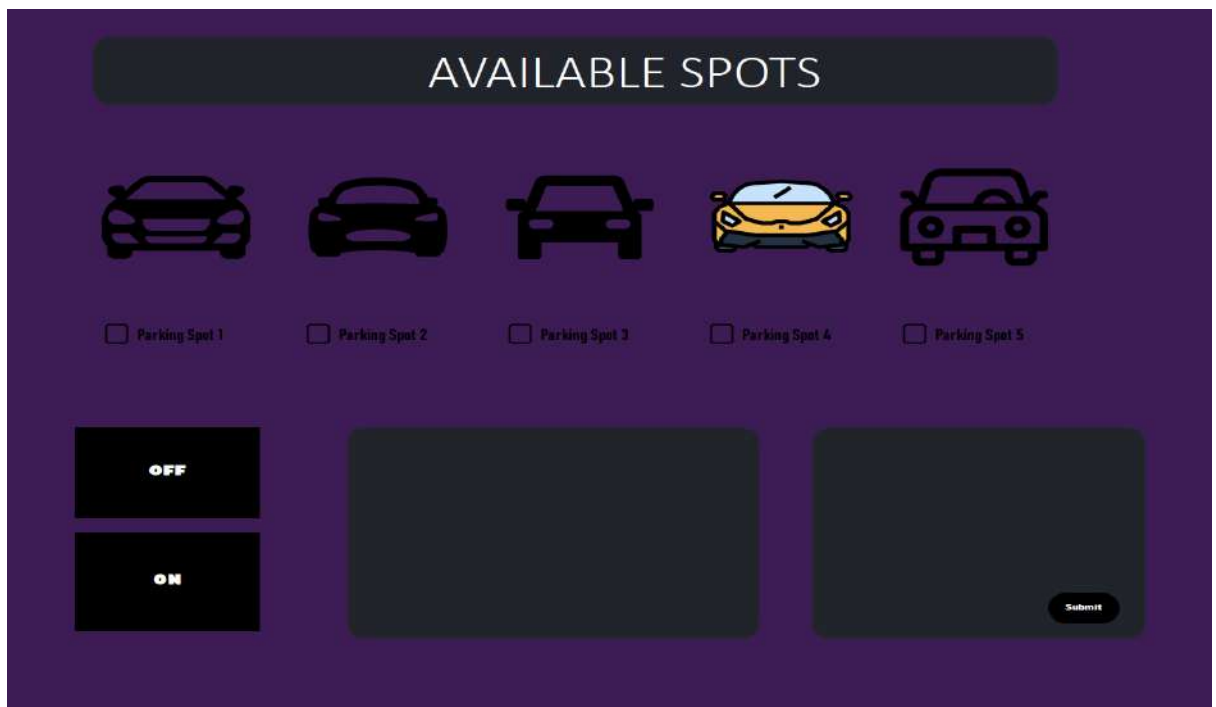 AVAILABLE SPOTS
Parking Spot 1
Parking Spot 2
Parking Spot 3
Parking Spot 4
Parking Spot 5
OFF
ON
Submit